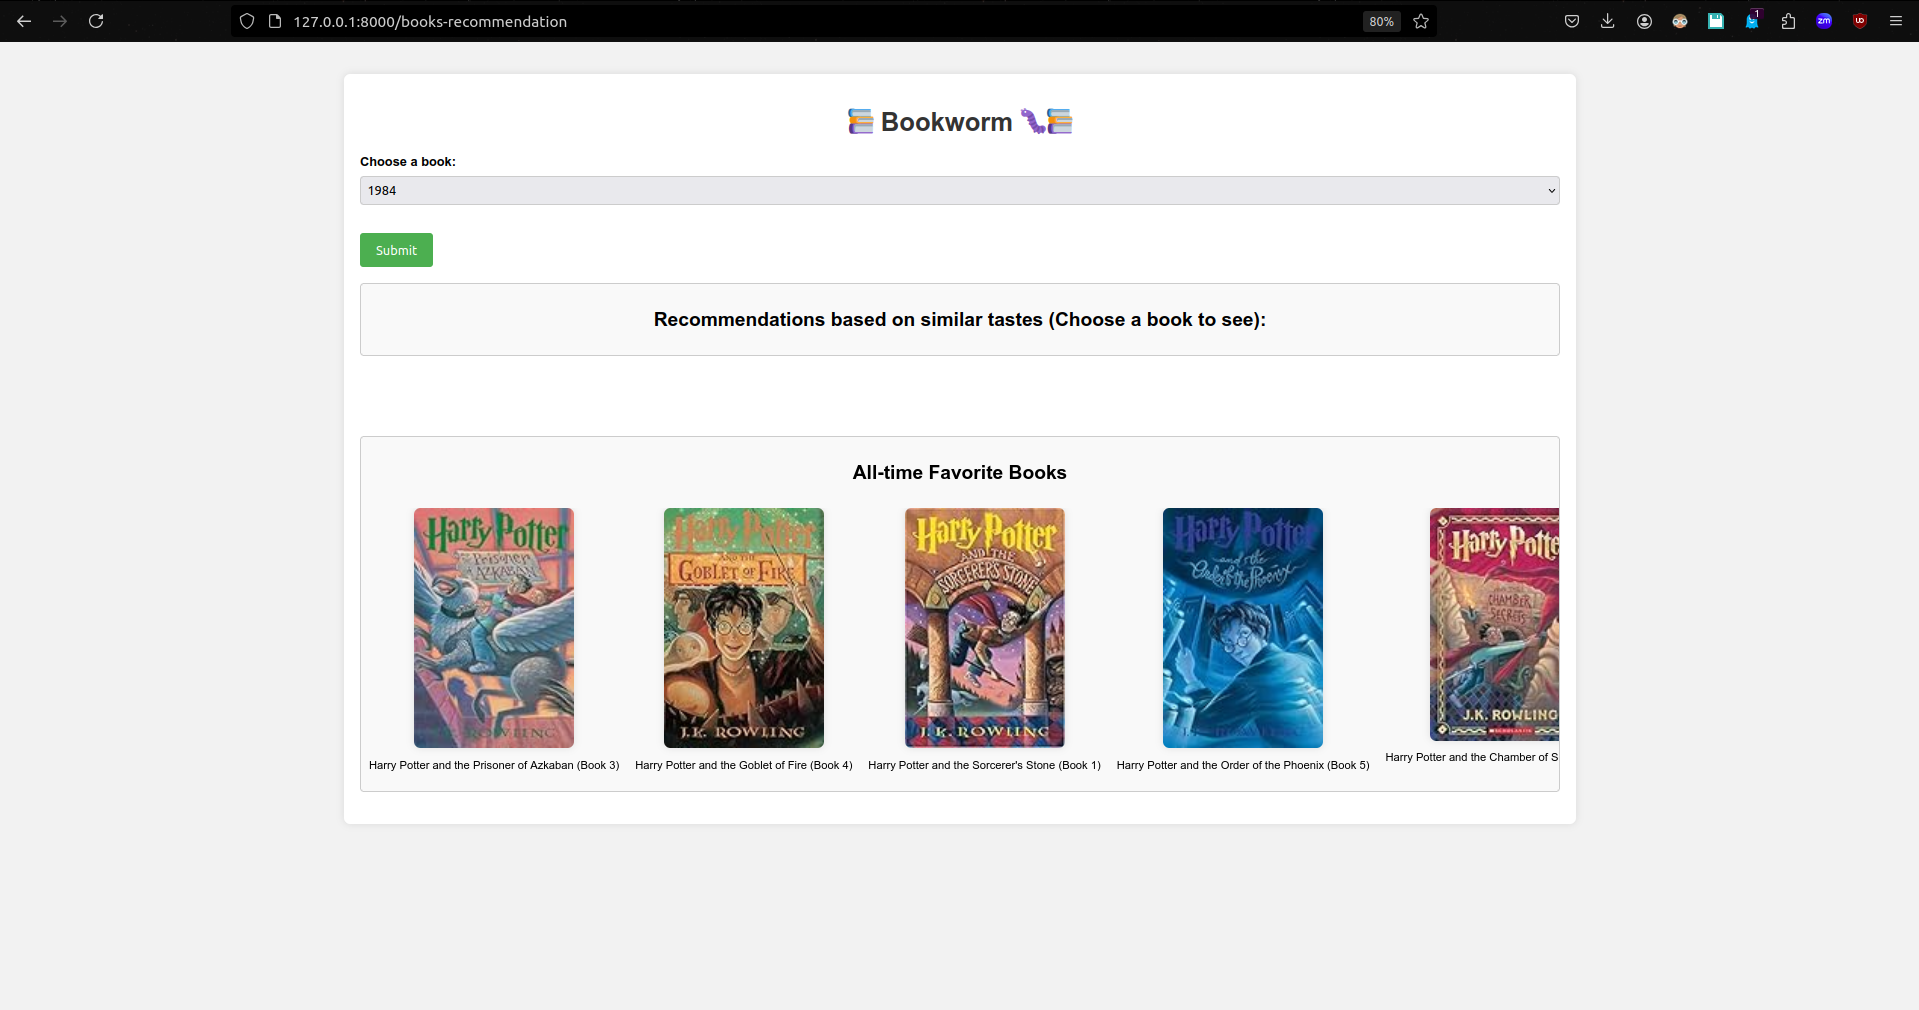 127.0.0.1:8000/books-recommendation
80%
1
zm
UD
Bookworm
Choose a book:
1984
Submit
Recommendations based on similar tastes (Choose a book to see):
All-time Favorite Books
Harry Potter
and the
Prisoner
of
AZKABAN
Harry Potter
AND THE
GOBLET OF FIRE
J.K. ROWLING
Harry Potter
AND THE
SORCERER'S STONE
J.K. ROWLING
Harry Potter
and the
Order of the Phoenix
J.K. ROWLING
Harry Potte
CHAMBER
SECRETS
J.K. ROWLING
SCHOLASTIC
Harry Potter and the Prisoner of Azkaban (Book 3)
Harry Potter and the Goblet of Fire (Book 4)
Harry Potter and the Sorcerer's Stone (Book 1)
Harry Potter and the Order of the Phoenix (Book 5)
Harry Potter and the Chamber of S